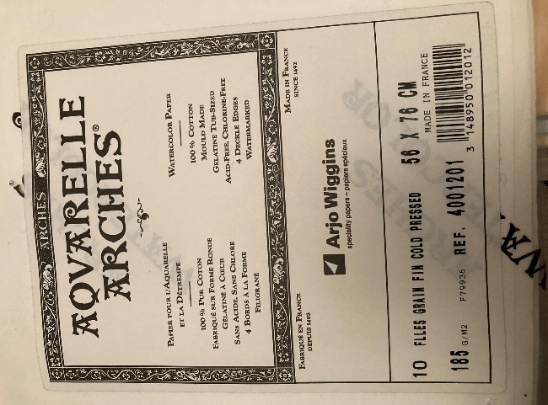 ARCHES
AQVARELLE
ARCHES®
PAPIER POUR L'AQUARELLE
ET LA DÉTREMPE
100 % PUR COTON
FABRIQUÉ SUR FORME RONDE
GÉLATINÉ À CŒUR
SANS ACIDE, SANS CHLORE
4 BORDS À LA FORME
FILIGRANE
WATERCOLOR PAPER
100 % COTTON
MOULD MADE
GELATINE TUB-SIZED
ACID-FREE, CHLORINE-FREE
4 DECKLE EDGES
WATERMARKED
FABRIQUÉ EN FRANCE
DEPUIS 1492
MADE IN FRANCE
SINCE 1492
Arjo Wiggins
specialty papers - papiers spéciaux
10 FLLES GRAIN FIN COLD PRESSED 56 X 76 CM
MADE IN FRANCE
185 G/M2 F79936 REF. 4001201
3 148950 012012